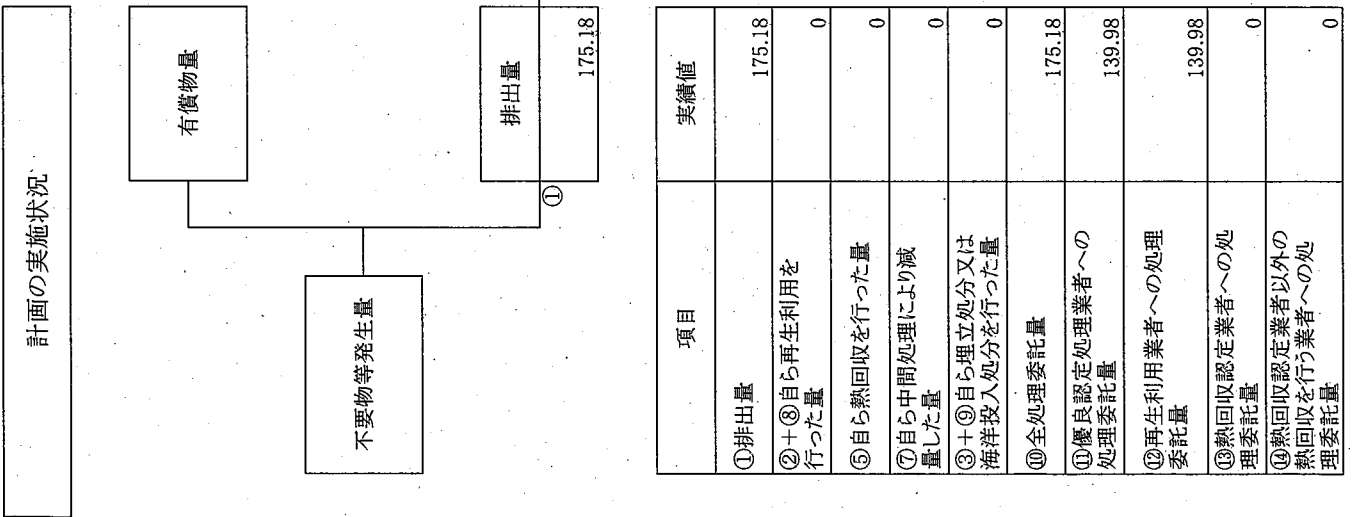 計画の実施状況
有償物量
不要物等発生量
排出量
175.18
①
項目
実績値
①排出量
175.18
②+⑧自ら再生利用を
行った量
0
⑤自ら熱回収を行った量
0
⑦自ら中間処理により減
量した量
0
③+⑨自ら埋立処分又は
海洋投入処分を行った量
0
⑩全処理委託量
175.18
⑪優良認定処理業者への
処理委託量
139.98
⑫再生利用業者への処理
委託量
139.98
⑬熱回収認定業者への処
理委託量
0
⑭熱回収認定業者以外の
熱回収を行う業者への処
理委託量
0